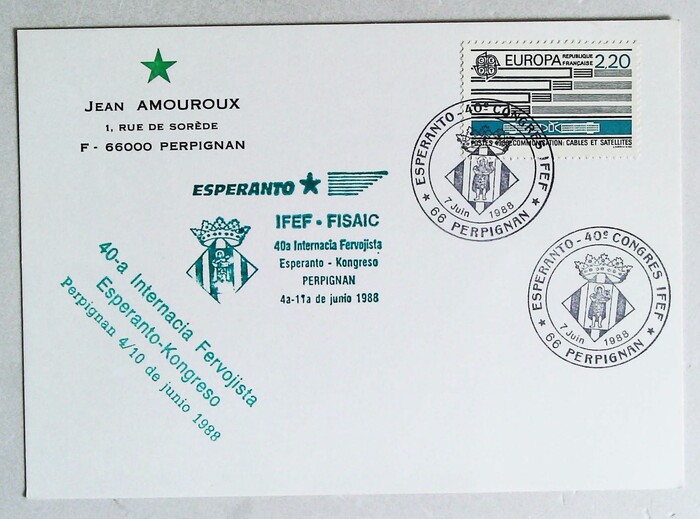 JEAN AMOUROUX
1, RUE DE SORÈDE
F - 66000 PERPIGNAN
EUROPA
RÉPUBLIQUE
FRANÇAISE
2,20
POSTES 1988 COMMUNICATION: CABLES ET SATELLITES
ESPERANTO - 40e CONGRES IFEF
7 Juin 1988
★ 66 PERPIGNAN ★
ESPERANTO
IFEF - FISAIC
40a Internacia Fervojista
Esperanto - Kongreso
PERPIGNAN
4a-11a de junio 1988
40-a Internacia Fervojista
Esperanto-Kongreso
Perpignan 4/10 de junio 1988
ESPERANTO - 40e CONGRES IFEF
7 Juin 1988
★ 66 PERPIGNAN ★